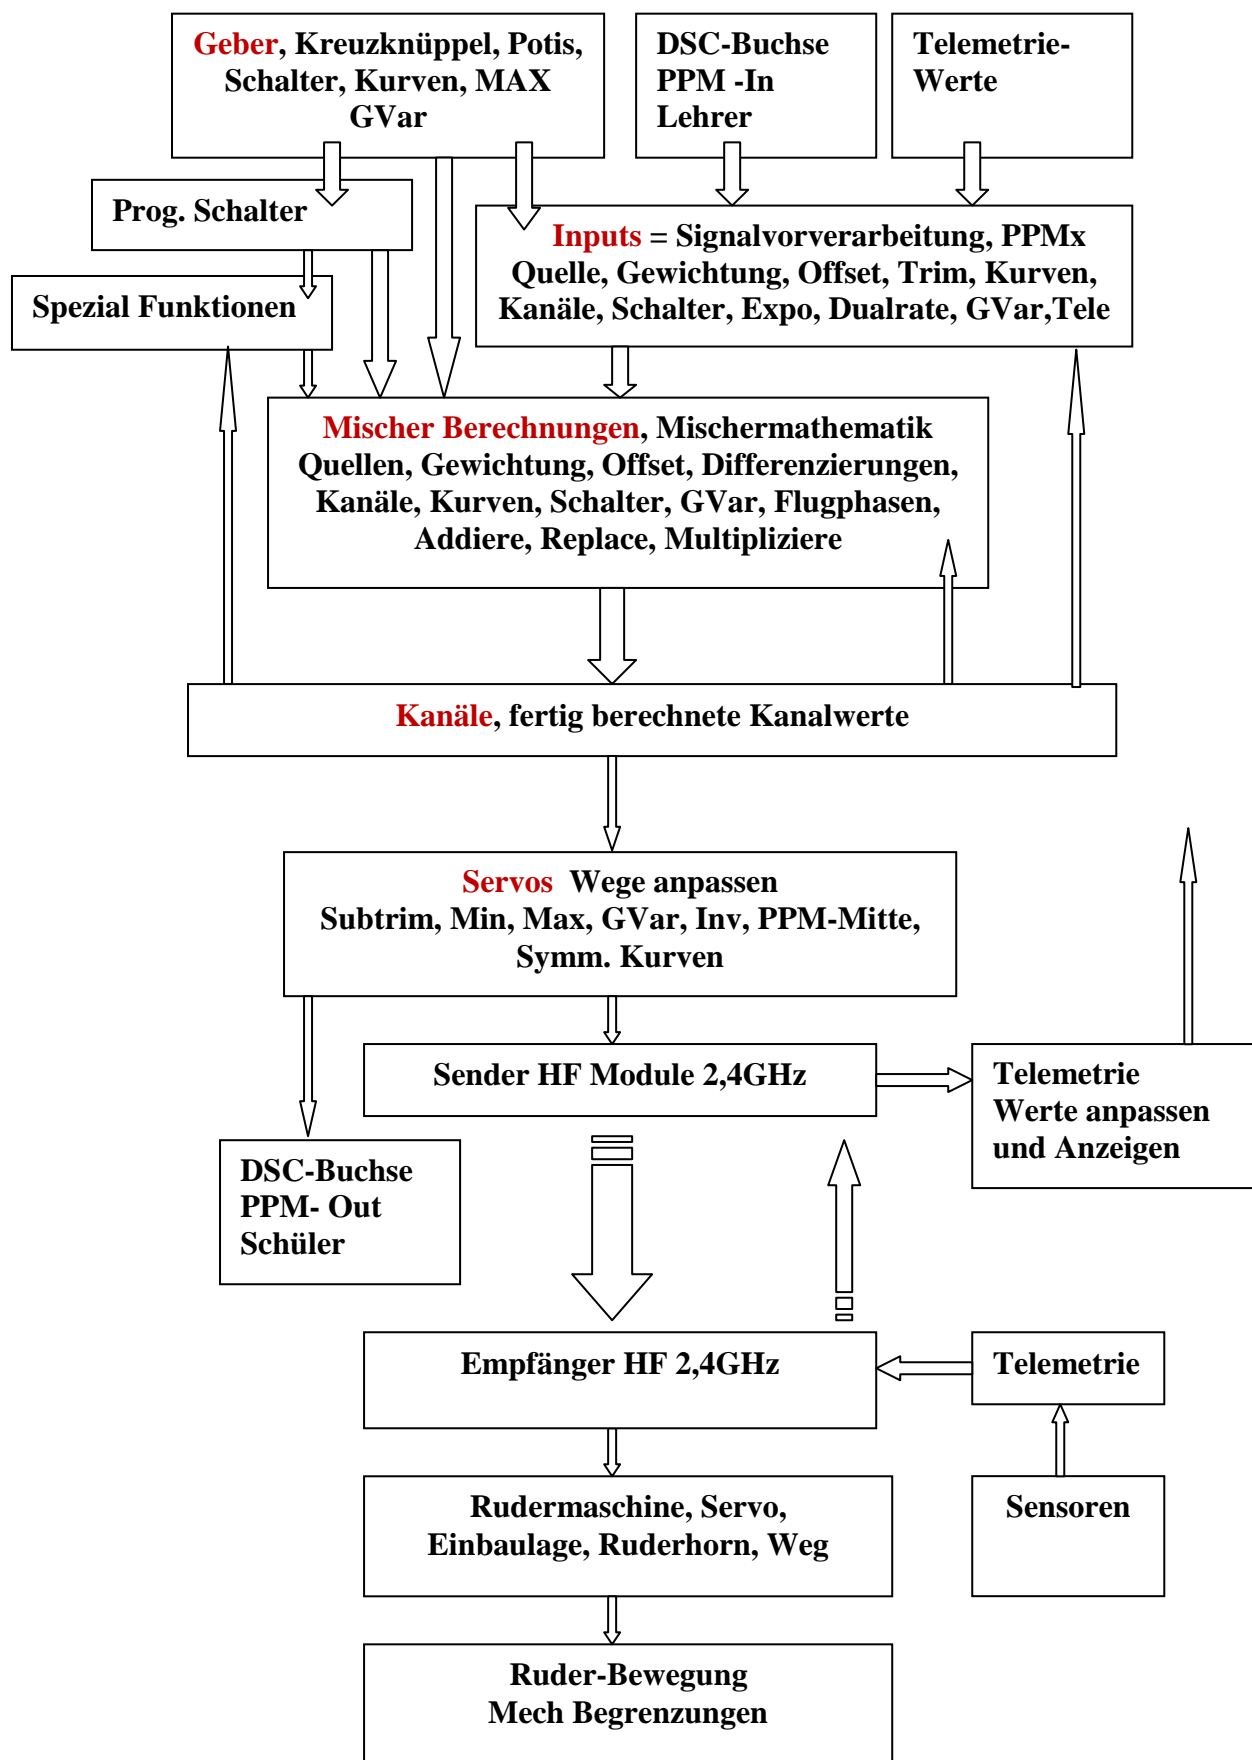 Geber, Kreuzknüppel, Potis,
Schalter, Kurven, MAX
GVar
DSC-Buchse
PPM -In
Lehrer
Telemetrie-
Werte
Prog. Schalter
Inputs = Signalvorverarbeitung, PPMx
Quelle, Gewichtung, Offset, Trim, Kurven,
Kanäle, Schalter, Expo, Dualrate, GVar,Tele
Spezial Funktionen
Mischer Berechnungen, Mischermathematik
Quellen, Gewichtung, Offset, Differenzierungen,
Kanäle, Kurven, Schalter, GVar, Flugphasen,
Addiere, Replace, Multipliziere
Kanäle, fertig berechnete Kanalwerte
Servos Wege anpassen
Subtrim, Min, Max, GVar, Inv, PPM-Mitte,
Symm. Kurven
Sender HF Module 2,4GHz
Telemetrie
Werte anpassen
und Anzeigen
DSC-Buchse
PPM- Out
Schüler
Empfänger HF 2,4GHz
Telemetrie
Rudermaschine, Servo,
Einbaulage, Ruderhorn, Weg
Sensoren
Ruder-Bewegung
Mech Begrenzungen